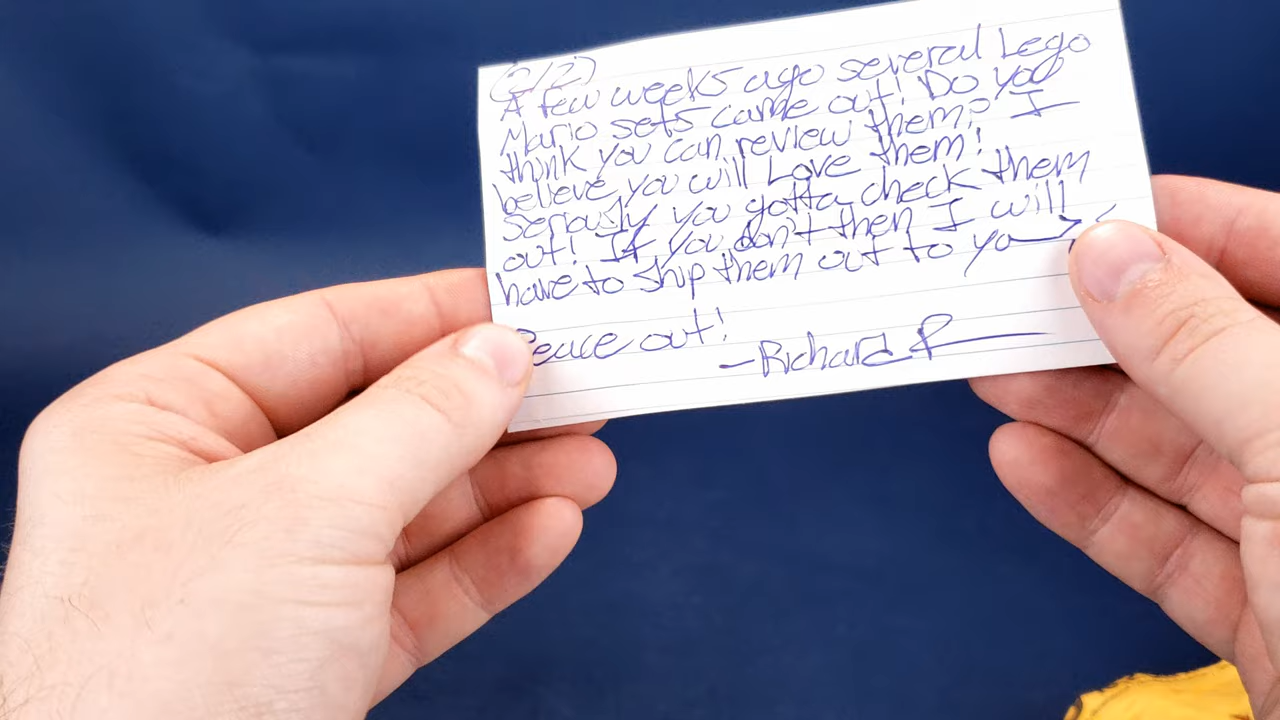 (2/2)
A few weeks ago several Lego
Mario sets came out! Do you
think you can review them? I
believe you will Love them!
Seriously you gotta check them
out! If you don't then I will
have to ship them out to you
Peace out!
-Richard R